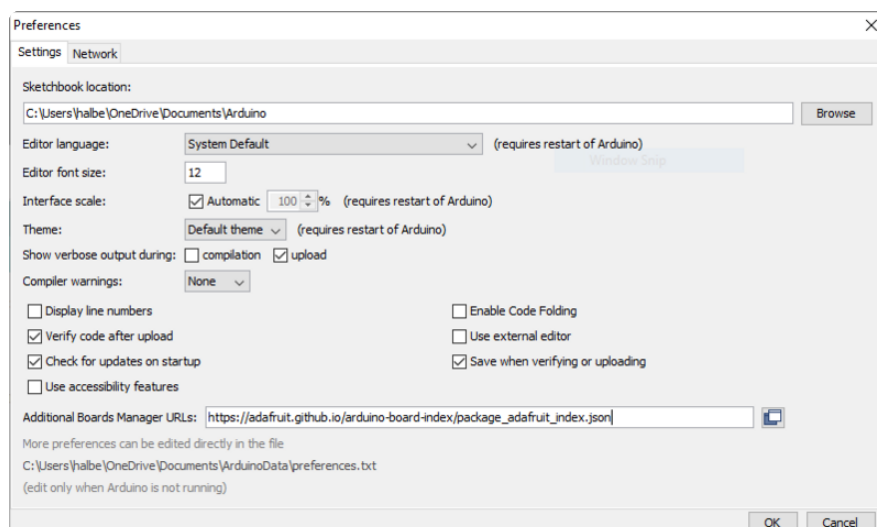 Preferences
Settings Network
Sketchbook location:
C:\Users\halbe\OneDrive\Documents\Arduino Browse
Editor language: System Default (requires restart of Arduino)
Window Snip
Editor font size: 12
Interface scale: Automatic 100 % (requires restart of Arduino)
Theme: Default theme (requires restart of Arduino)
Show verbose output during: compilation upload
Compiler warnings: None
Display line numbers Enable Code Folding
Verify code after upload Use external editor
Check for updates on startup Save when verifying or uploading
Use accessibility features
Additional Boards Manager URLs: https://adafruit.github.io/arduino-board-index/package_adafruit_index.json
More preferences can be edited directly in the file
C:\Users\halbe\OneDrive\Documents\ArduinoData\preferences.txt
(edit only when Arduino is not running)
OK Cancel